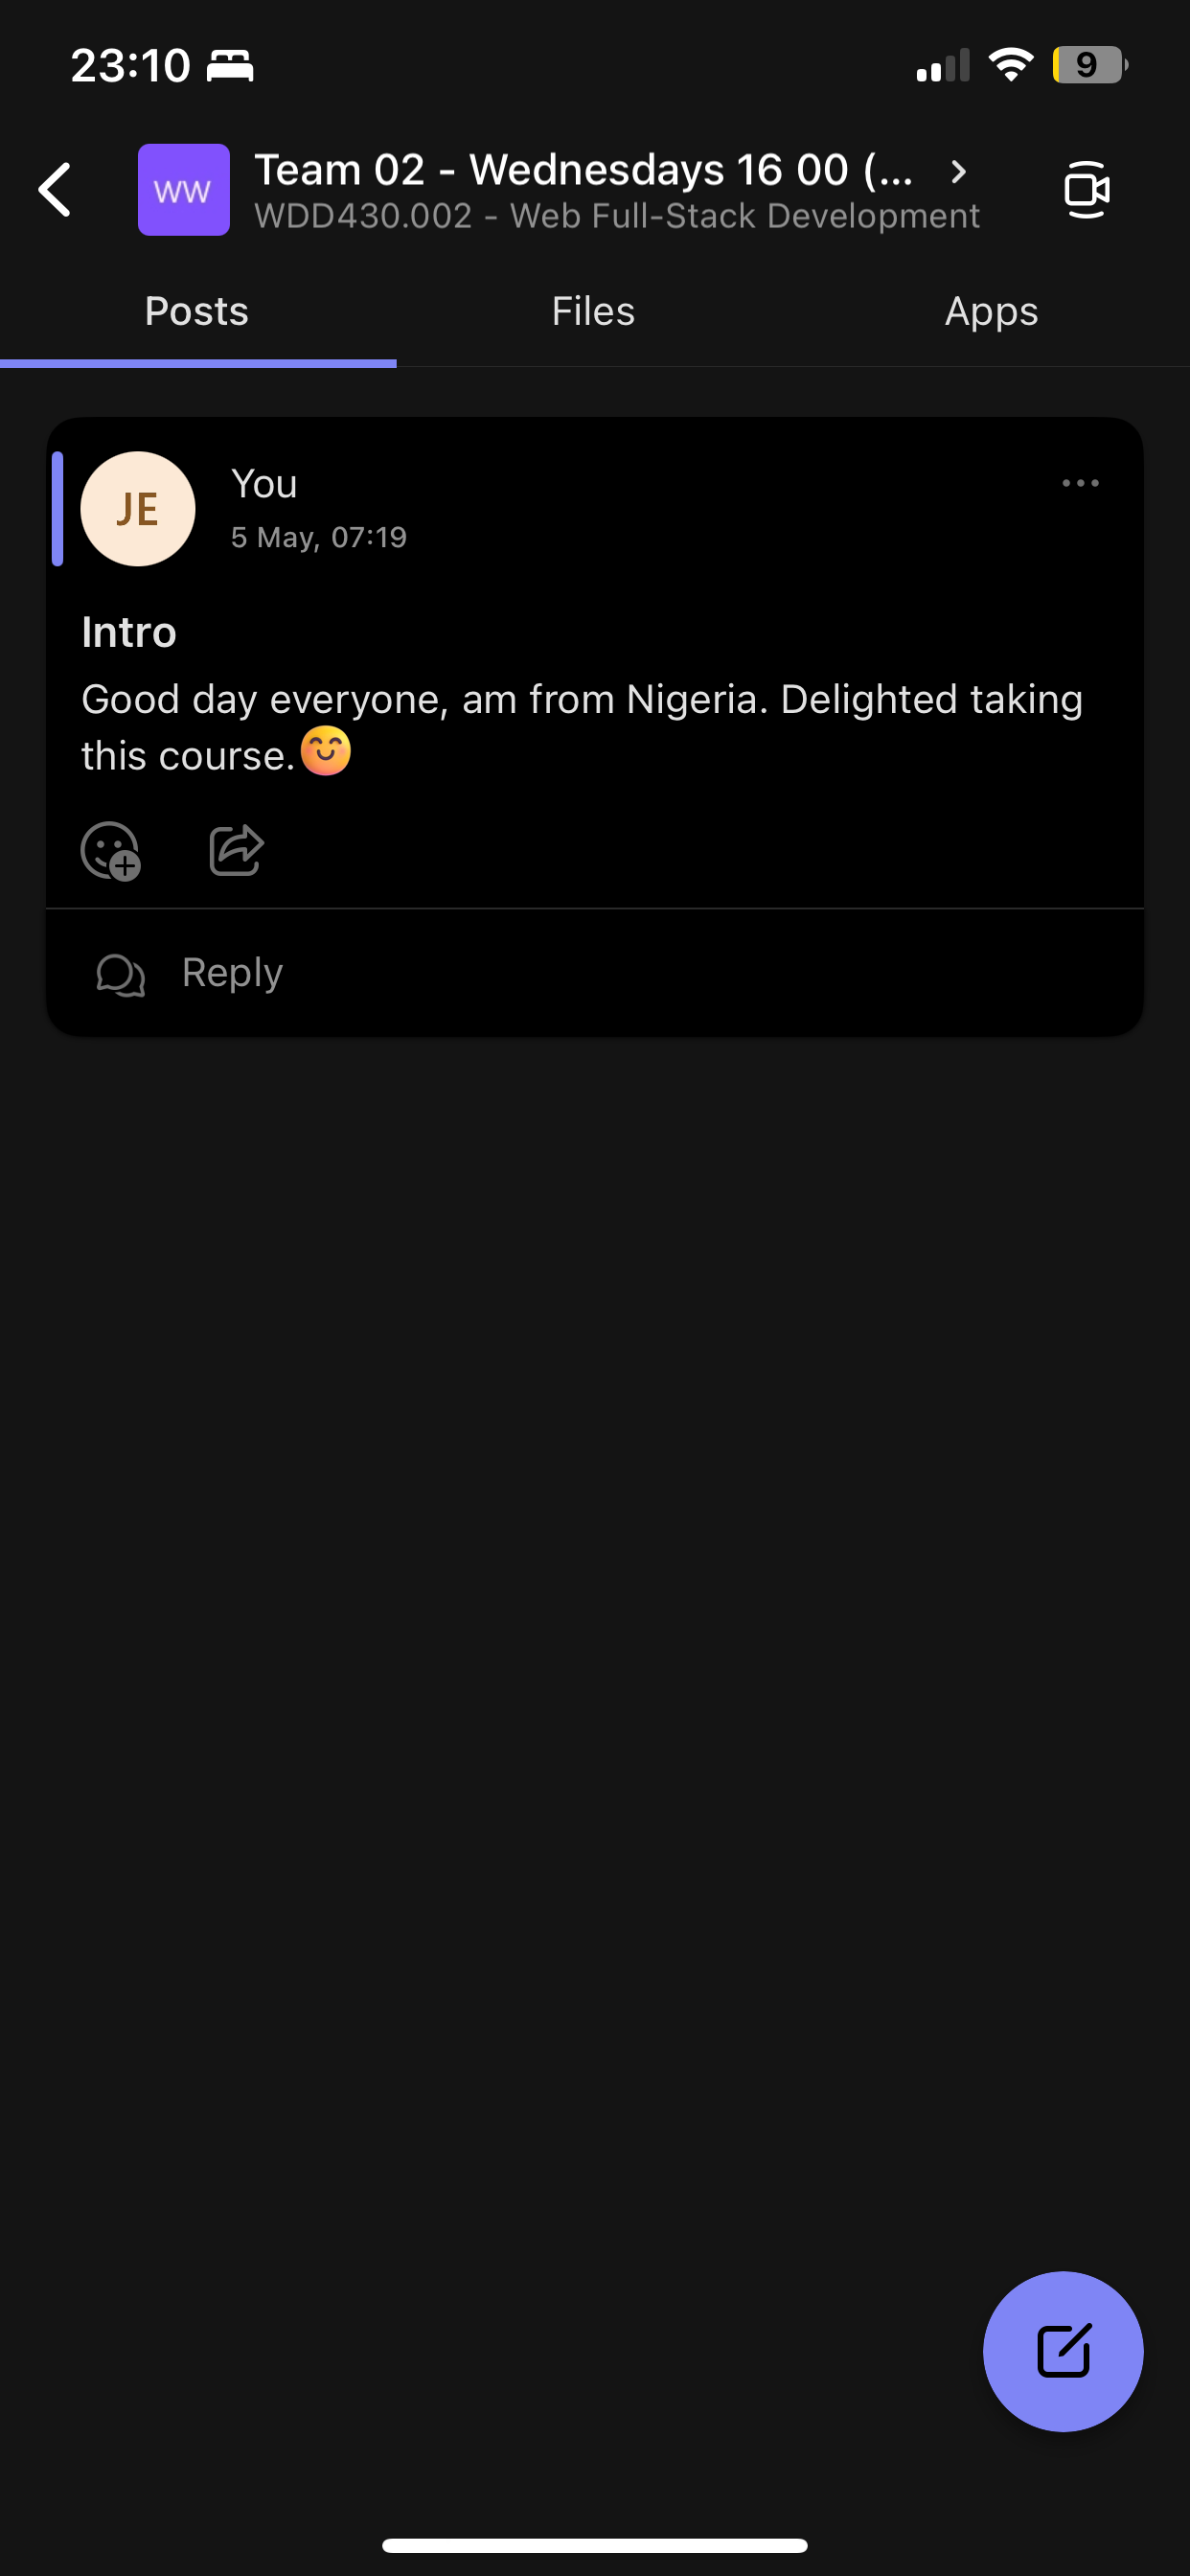 23:10
9
WW
Team 02 - Wednesdays 16 00 (...
WDD430.002 - Web Full-Stack Development
Posts
Files
Apps
JE
You
5 May, 07:19
Intro
Good day everyone, am from Nigeria. Delighted taking
this course.😊
Reply